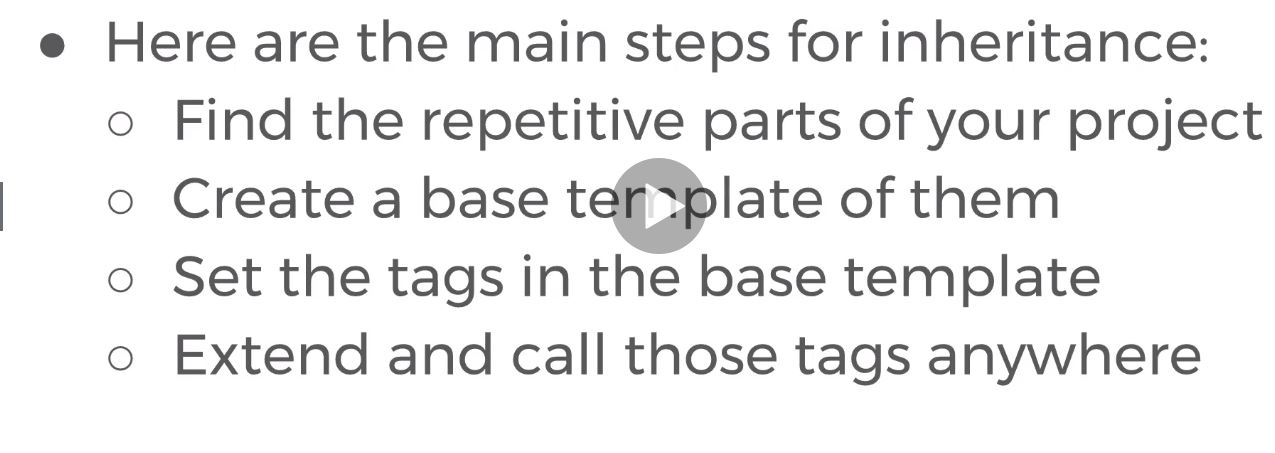 ● Here are the main steps for inheritance:
○ Find the repetitive parts of your project
○ Create a base template of them
○ Set the tags in the base template
○ Extend and call those tags anywhere